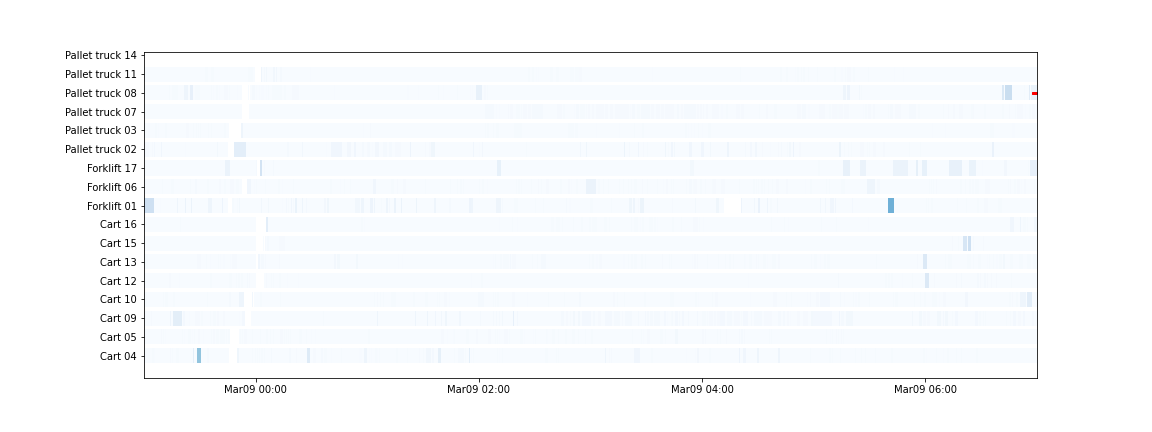 Pallet truck 14
Pallet truck 11
Pallet truck 08
Pallet truck 07
Pallet truck 03
Pallet truck 02
Forklift 17
Forklift 06
Forklift 01
Cart 16
Cart 15
Cart 13
Cart 12
Cart 10
Cart 09
Cart 05
Cart 04
Mar09 00:00 Mar09 02:00 Mar09 04:00 Mar09 06:00